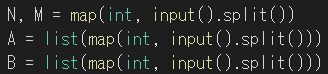 N, M = map(int, input().split())
A = list(map(int, input().split()))
B = list(map(int, input().split()))